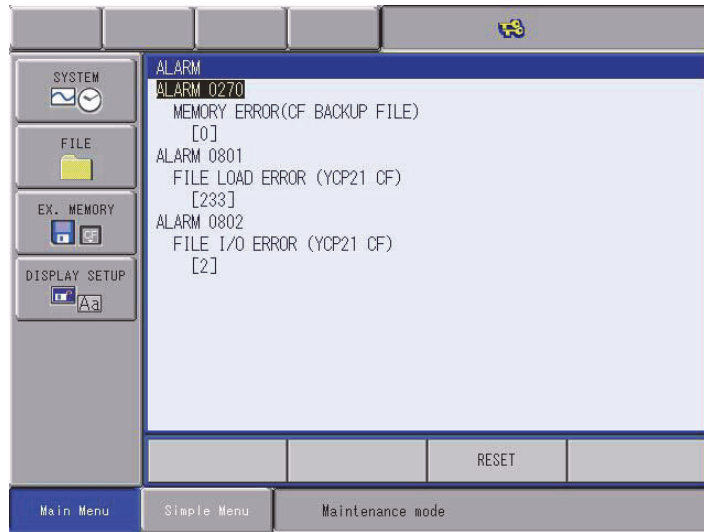 SYSTEM
FILE
EX. MEMORY
CF
DISPLAY SETUP
Aa
ALARM
ALARM 0270
MEMORY ERROR(CF BACKUP FILE)
[0]
ALARM 0801
FILE LOAD ERROR (YCP21 CF)
[233]
ALARM 0802
FILE I/O ERROR (YCP21 CF)
[2]
RESET
Main Menu
Simple Menu
Maintenance mode